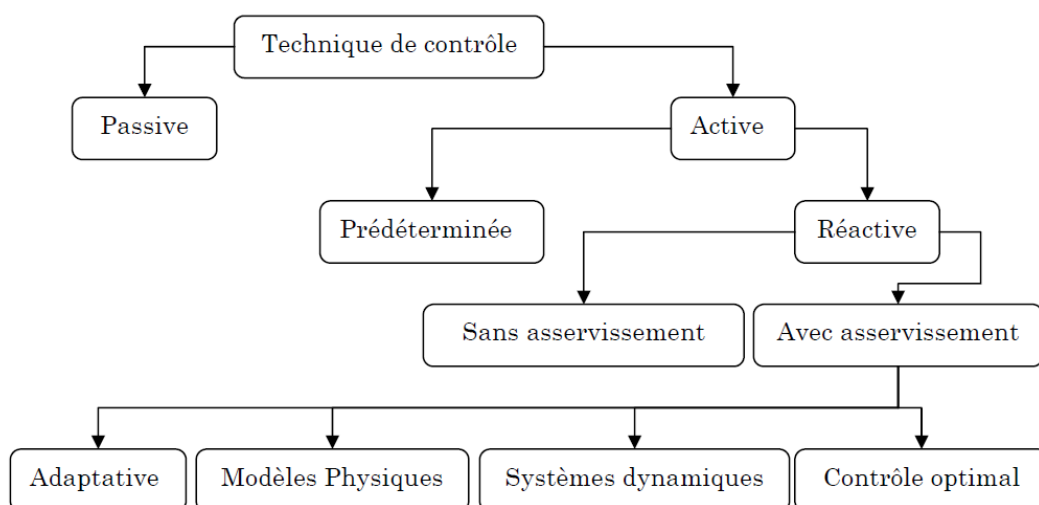 Technique de contrôle
Passive
Active
Prédéterminée
Réactive
Sans asservissement
Avec asservissement
Adaptative
Modèles Physiques
Systèmes dynamiques
Contrôle optimal